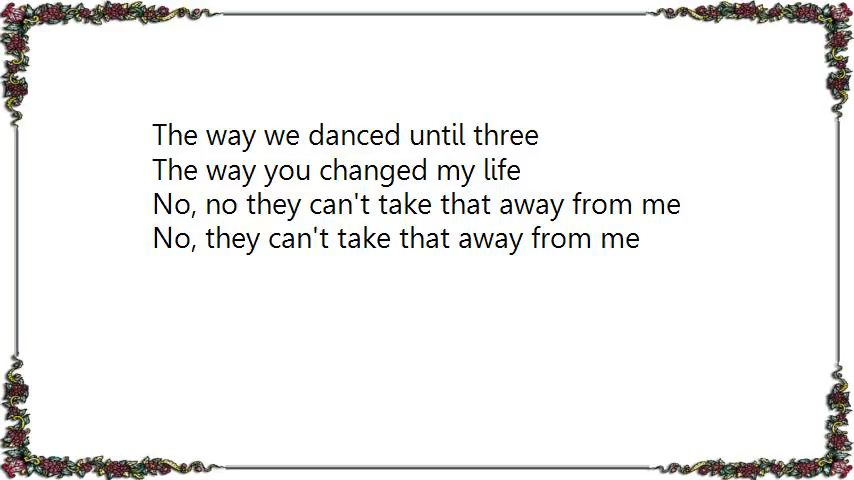 The way we danced until three
The way you changed my life
No, no they can't take that away from me
No, they can't take that away from me